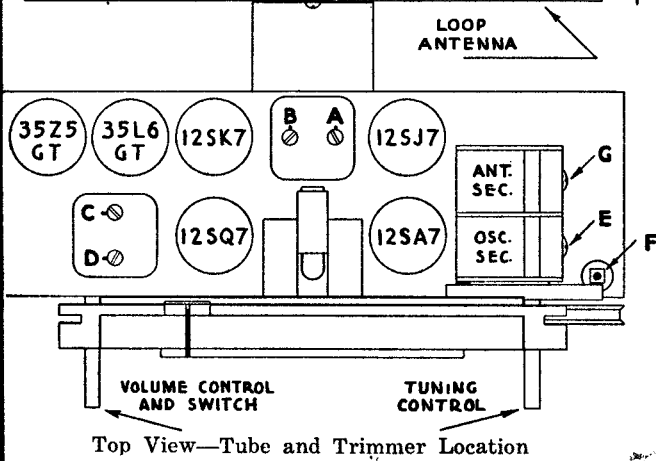 LOOP
ANTENNA
35Z5
GT
35L6
GT
12SK7
B
A
12SJ7
ANT.
SEC.
G
C
D
12SQ7
12SA7
OSC.
SEC.
E
F
VOLUME CONTROL
AND SWITCH
TUNING
CONTROL
Top View—Tube and Trimmer Location